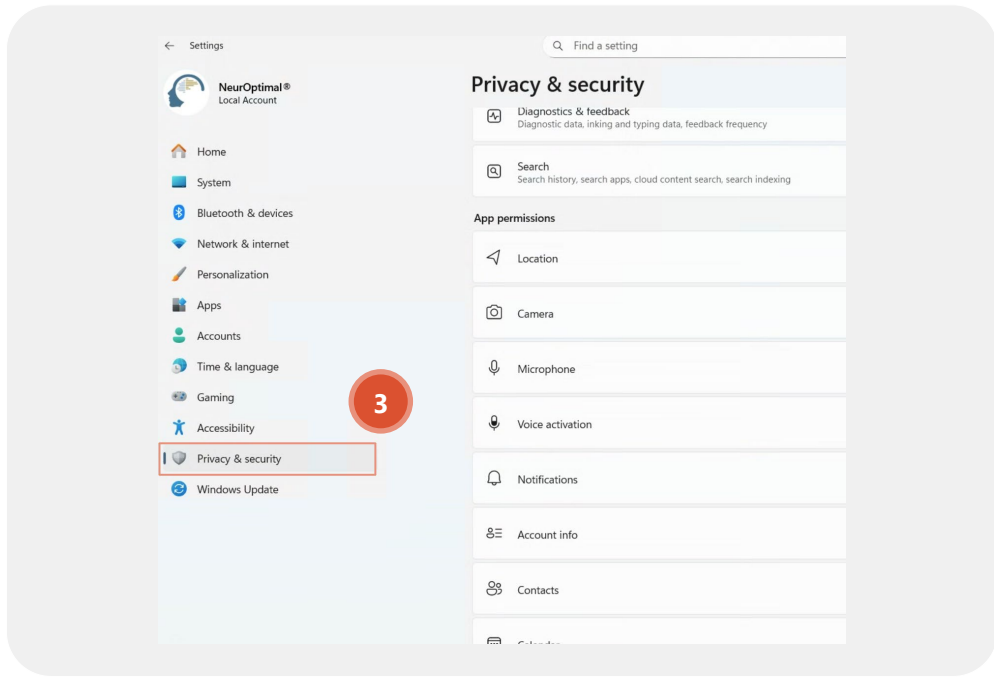 Settings
Find a setting
NeurOptimal®
Local Account
Home
System
Bluetooth & devices
Network & internet
Personalization
Apps
Accounts
Time & language
Gaming
Accessibility
Privacy & security
Windows Update
3
Privacy & security
Diagnostics & feedback
Diagnostic data, inking and typing data, feedback frequency
Search
Search history, search apps, cloud content search, search indexing
App permissions
Location
Camera
Microphone
Voice activation
Notifications
Account info
Contacts